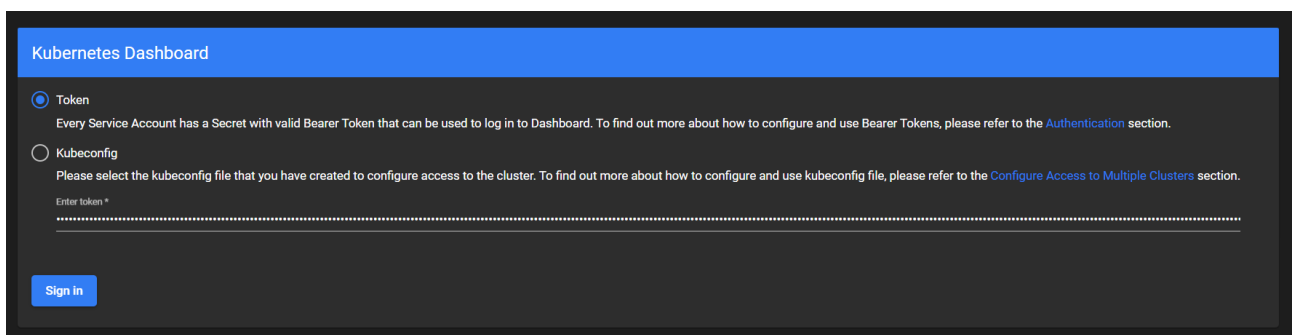 Kubernetes Dashboard
Token
Every Service Account has a Secret with valid Bearer Token that can be used to log in to Dashboard. To find out more about how to configure and use Bearer Tokens, please refer to the Authentication section.
Kubeconfig
Please select the kubeconfig file that you have created to configure access to the cluster. To find out more about how to configure and use kubeconfig file, please refer to the Configure Access to Multiple Clusters section.
Enter token *
Sign in